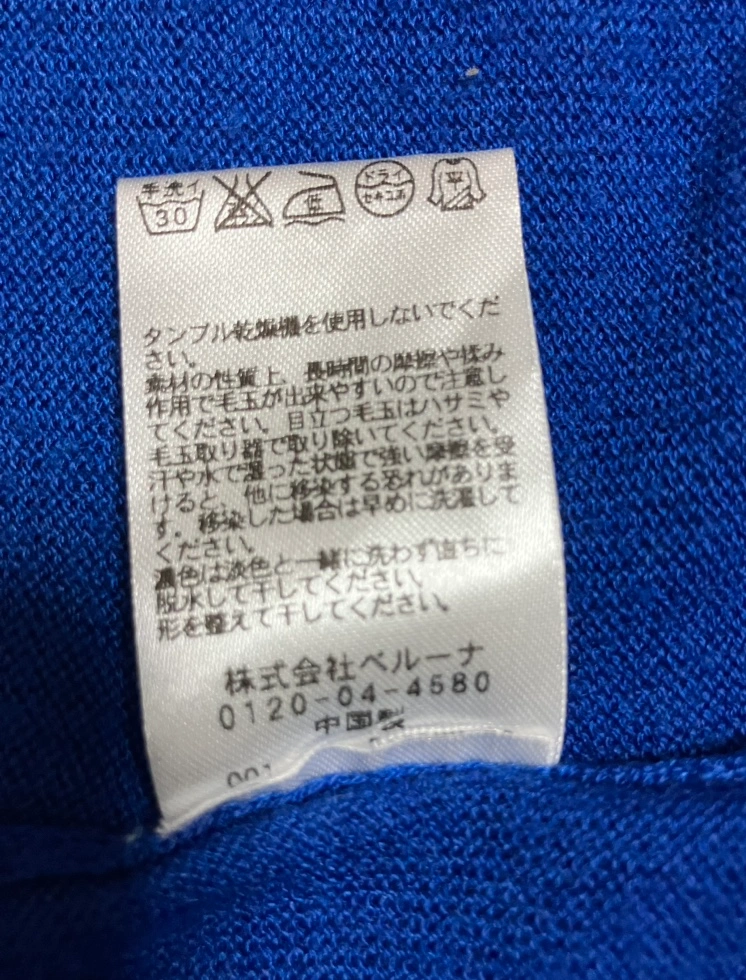 手洗イ
30
低
ドライ
セキユ系
平
タンブル乾燥機を使用しないでくだ
さい。
素材の性質上、長時間の摩擦や揉み
作用で毛玉が出来やすいので注意し
てください。目立つ毛玉はハサミや
毛玉取り器で取り除いてください。
汗や水で湿った状態で強い摩擦を受
けると、他に移染する恐れがありま
す。移染した場合は早めに洗濯して
ください。
濃色は淡色と一緒に洗わず直ちに
脱水して干してください。
形を整えて干してください。
株式会社ベルーナ
0120-04-4580
中国製
001